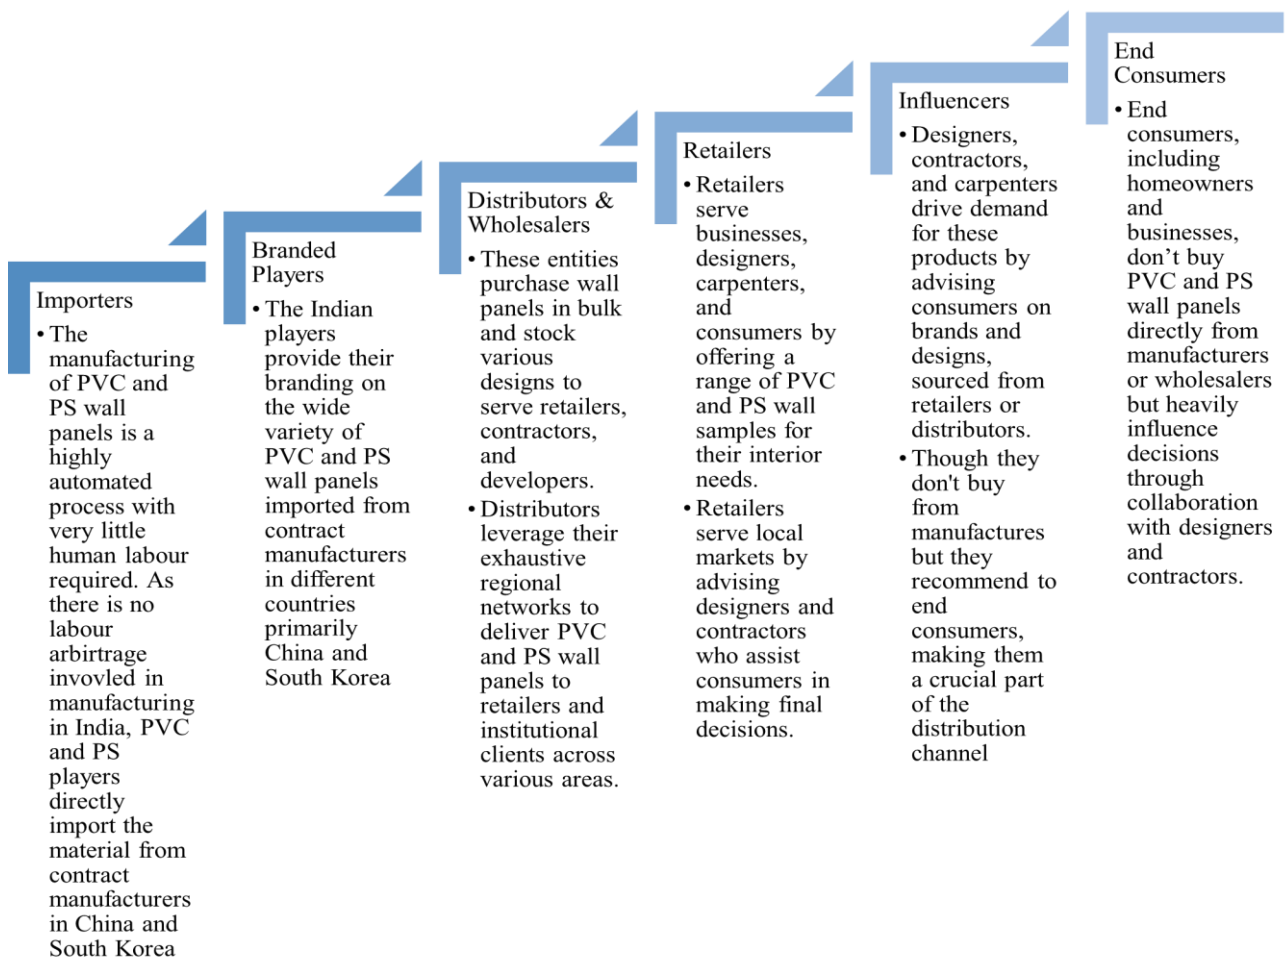 Importers
• The
manufacturing
of PVC and
PS wall
panels is a
highly
automated
process with
very little
human labour
required. As
there is no
labour
arbirtrage
invovled in
manufacturing
in India, PVC
and PS
players
directly
import the
material from
contract
manufacturers
in China and
South Korea
Branded
Players
• The Indian
players
provide their
branding on
the wide
variety of
PVC and PS
wall panels
imported from
contract
manufacturers
in different
countries
primarily
China and
South Korea
Distributors &
Wholesalers
• These entities
purchase wall
panels in bulk
and stock
various
designs to
serve retailers,
contractors,
and
developers.
• Distributors
leverage their
exhaustive
regional
networks to
deliver PVC
and PS wall
panels to
retailers and
institutional
clients across
various areas.
Retailers
• Retailers
serve
businesses,
designers,
carpenters,
and
consumers by
offering a
range of PVC
and PS wall
samples for
their interior
needs.
• Retailers
serve local
markets by
advising
designers and
contractors
who assist
consumers in
making final
decisions.
Influencers
• Designers,
contractors,
and carpenters
drive demand
for these
products by
advising
consumers on
brands and
designs,
sourced from
retailers or
distributors.
• Though they
don't buy
from
manufactures
but they
recommend to
end
consumers,
making them
a crucial part
of the
distribution
channel
End
Consumers
• End
consumers,
including
homeowners
and
businesses,
don’t buy
PVC and PS
wall panels
directly from
manufacturers
or wholesalers
but heavily
influence
decisions
through
collaboration
with designers
and
contractors.